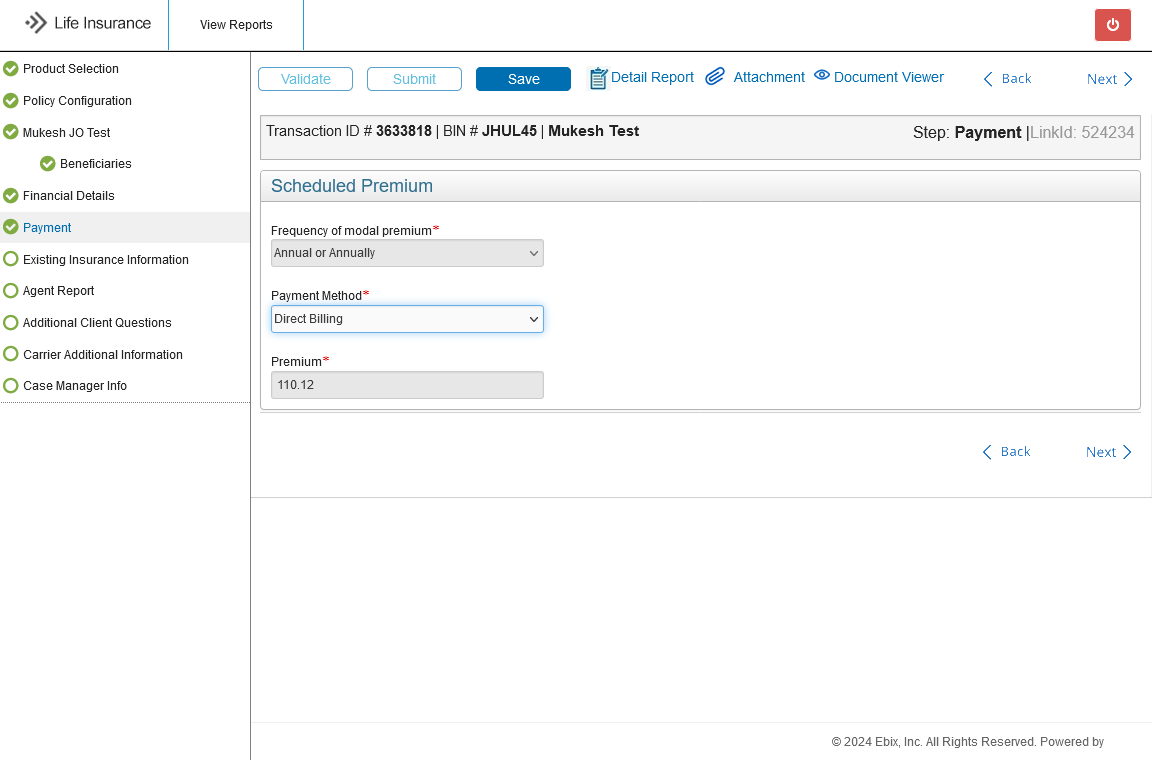 Life Insurance
View Reports
Product Selection
Policy Configuration
Mukesh JO Test
Beneficiaries
Financial Details
Payment
Existing Insurance Information
Agent Report
Additional Client Questions
Carrier Additional Information
Case Manager Info
Validate Submit Save Detail Report Attachment Document Viewer Back Next
Transaction ID # 3633818 | BIN # JHUL45 | Mukesh Test Step: Payment |LinkId: 524234
Scheduled Premium
Frequency of modal premium*
Annual or Annually
Payment Method*
Direct Billing
Premium*
110.12
Back Next
© 2024 Ebix, Inc. All Rights Reserved. Powered by